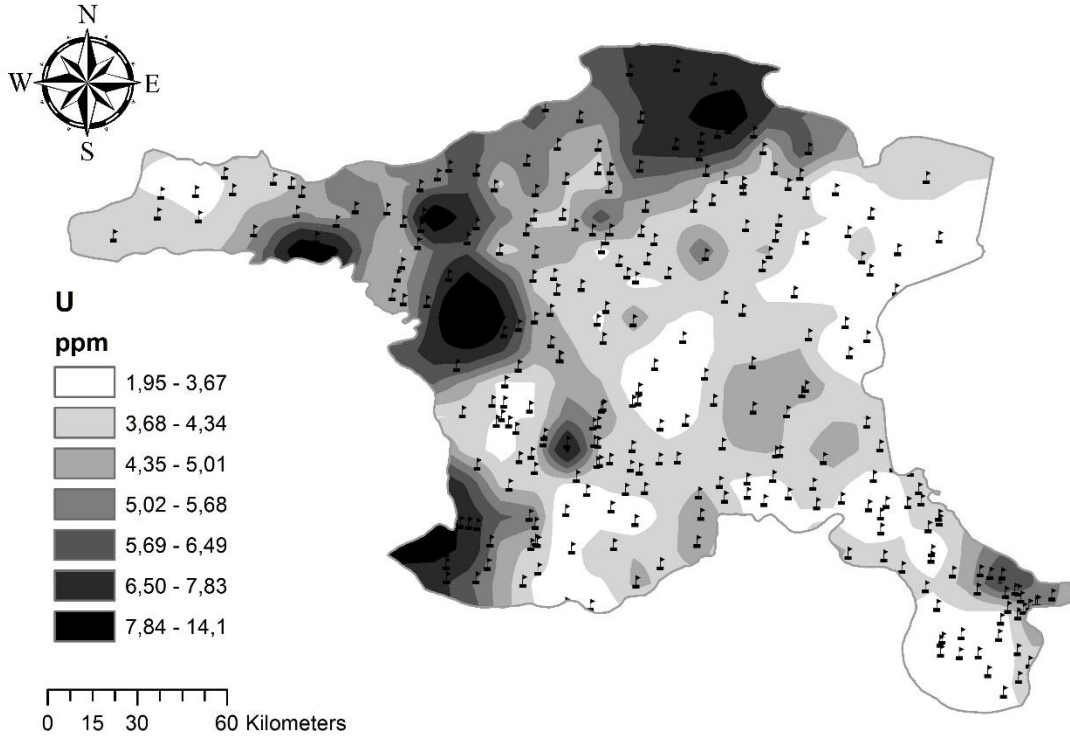 N
W E
S
U
ppm
1,95 - 3,67
3,68 - 4,34
4,35 - 5,01
5,02 - 5,68
5,69 - 6,49
6,50 - 7,83
7,84 - 14,1
0 15 30 60 Kilometers